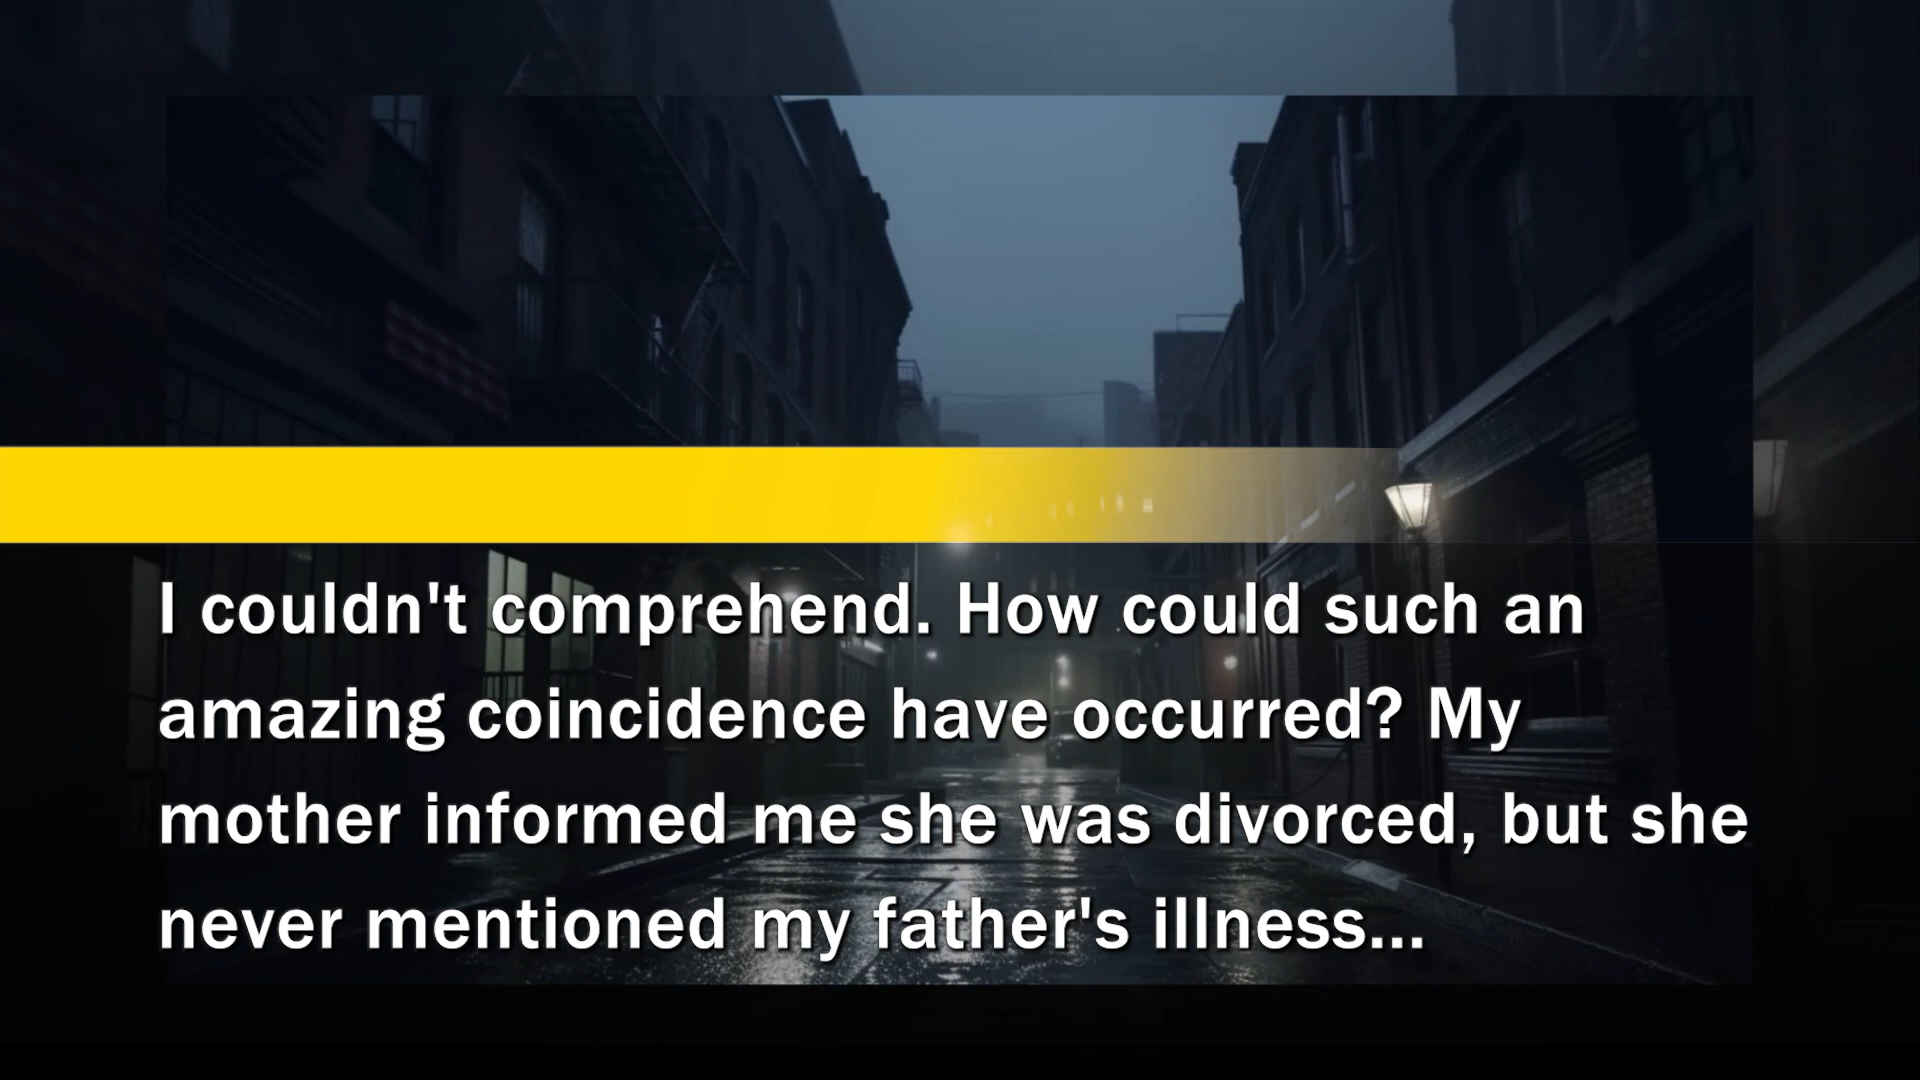 I couldn't comprehend. How could such an
amazing coincidence have occurred? My
mother informed me she was divorced, but she
never mentioned my father's illness...